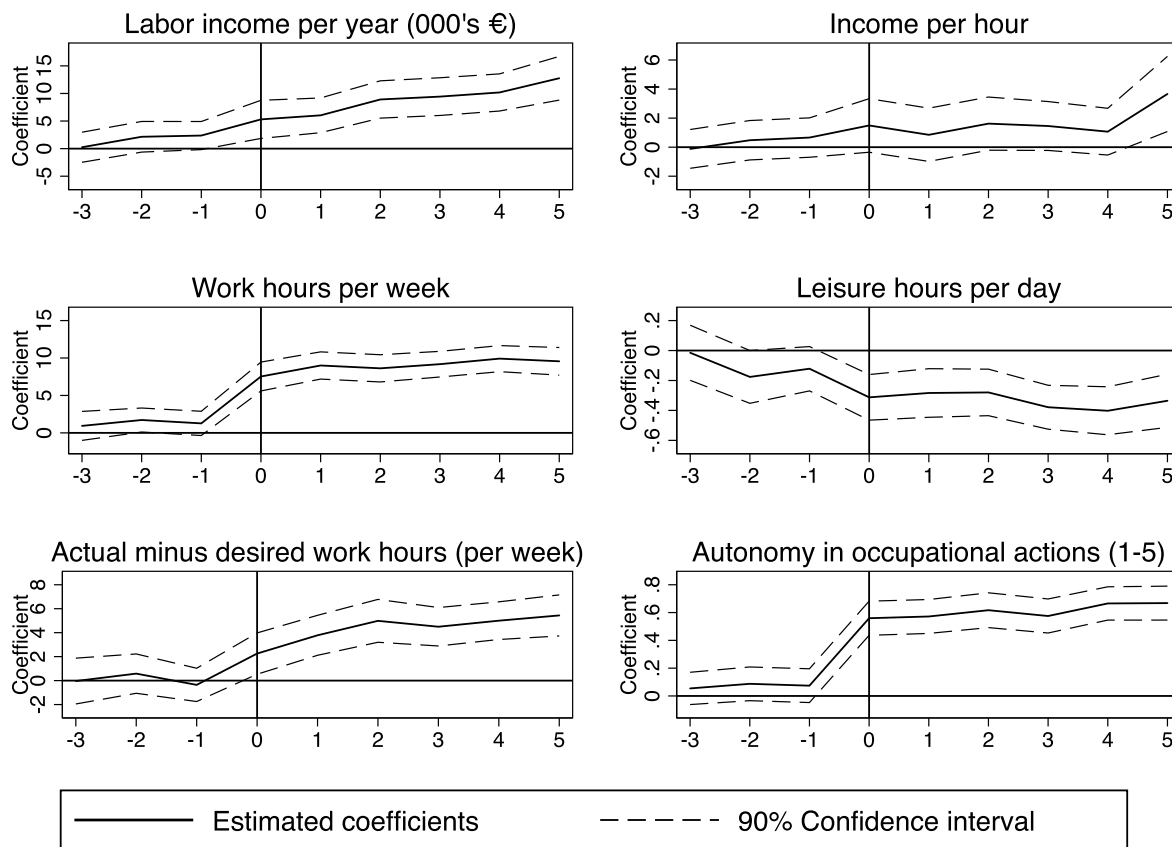 Labor income per year (000's €)
Coefficient
-5 0 5 10 15
-3 -2 -1 0 1 2 3 4 5
Income per hour
Coefficient
-2 0 2 4 6
-3 -2 -1 0 1 2 3 4 5
Work hours per week
Coefficient
0 5 10 15
-3 -2 -1 0 1 2 3 4 5
Leisure hours per day
Coefficient
-.6 -.4 -.2 0 .2
-3 -2 -1 0 1 2 3 4 5
Actual minus desired work hours (per week)
Coefficient
-2 0 2 4 6 8
-3 -2 -1 0 1 2 3 4 5
Autonomy in occupational actions (1-5)
Coefficient
0 .2 .4 .6 .8
-3 -2 -1 0 1 2 3 4 5
Estimated coefficients
90% Confidence interval